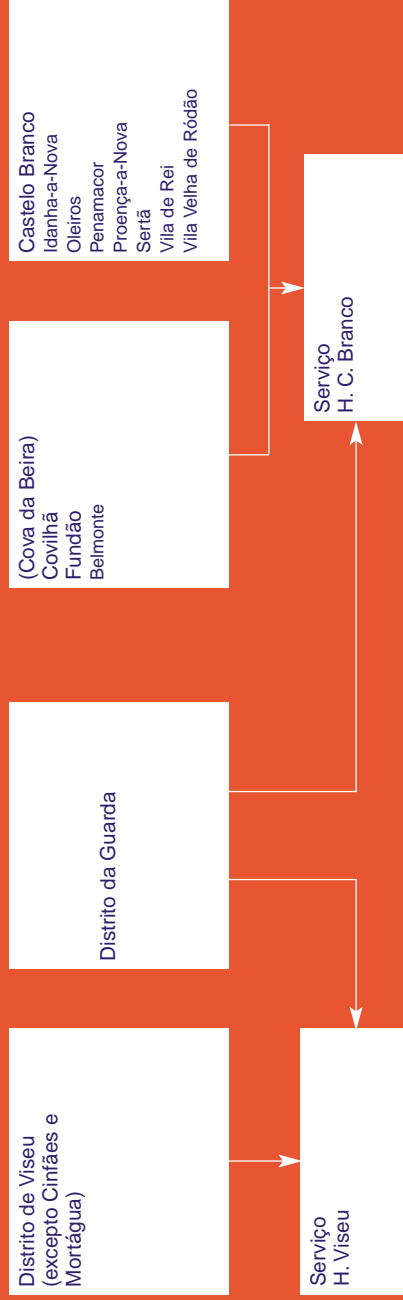 Distrito de Viseu
(excepto Cinfães e
Mortágua)
Distrito da Guarda
(Cova da Beira)
Covilhã
Fundão
Belmonte
Castelo Branco
Idanha-a-Nova
Oleiros
Penamacor
Proença-a-Nova
Sertã
Vila de Rei
Vila Velha de Ródão
Serviço
H. Viseu
Serviço
H. C. Branco